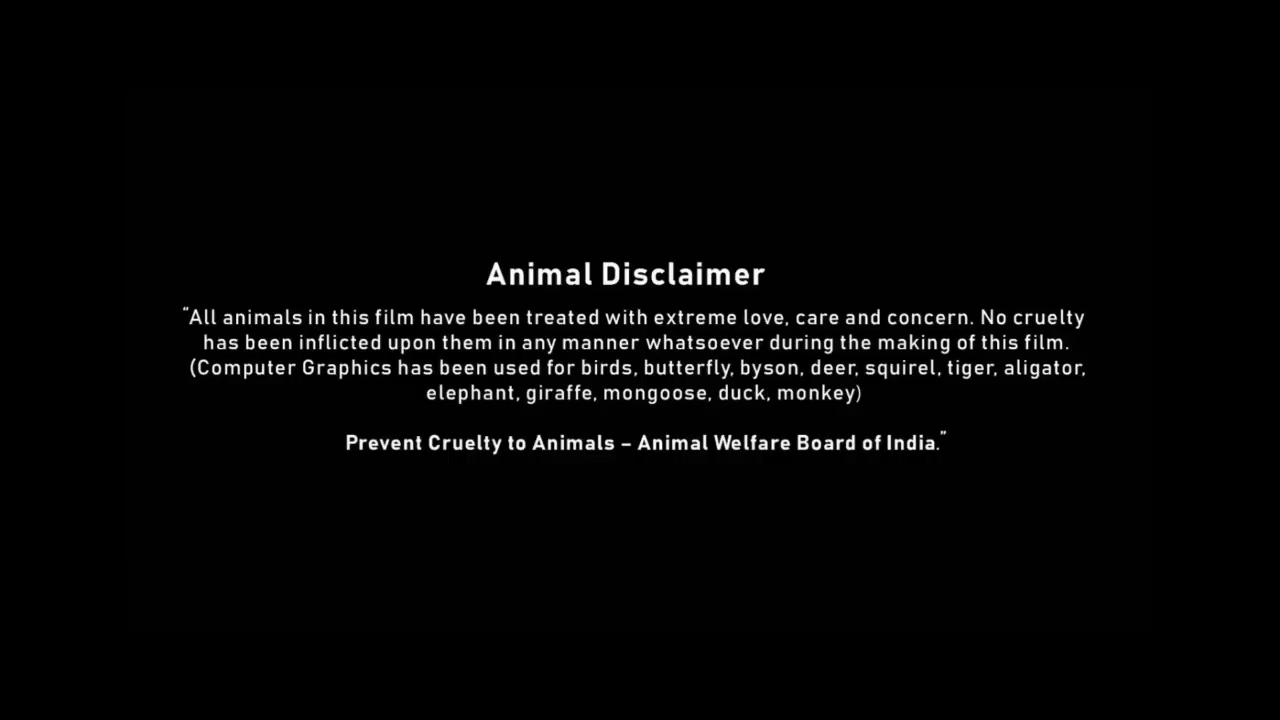 Animal Disclaimer
“All animals in this film have been treated with extreme love, care and concern. No cruelty
has been inflicted upon them in any manner whatsoever during the making of this film.
(Computer Graphics has been used for birds, butterfly, byson, deer, squirel, tiger, aligator,
elephant, giraffe, mongoose, duck, monkey)
Prevent Cruelty to Animals – Animal Welfare Board of India.”